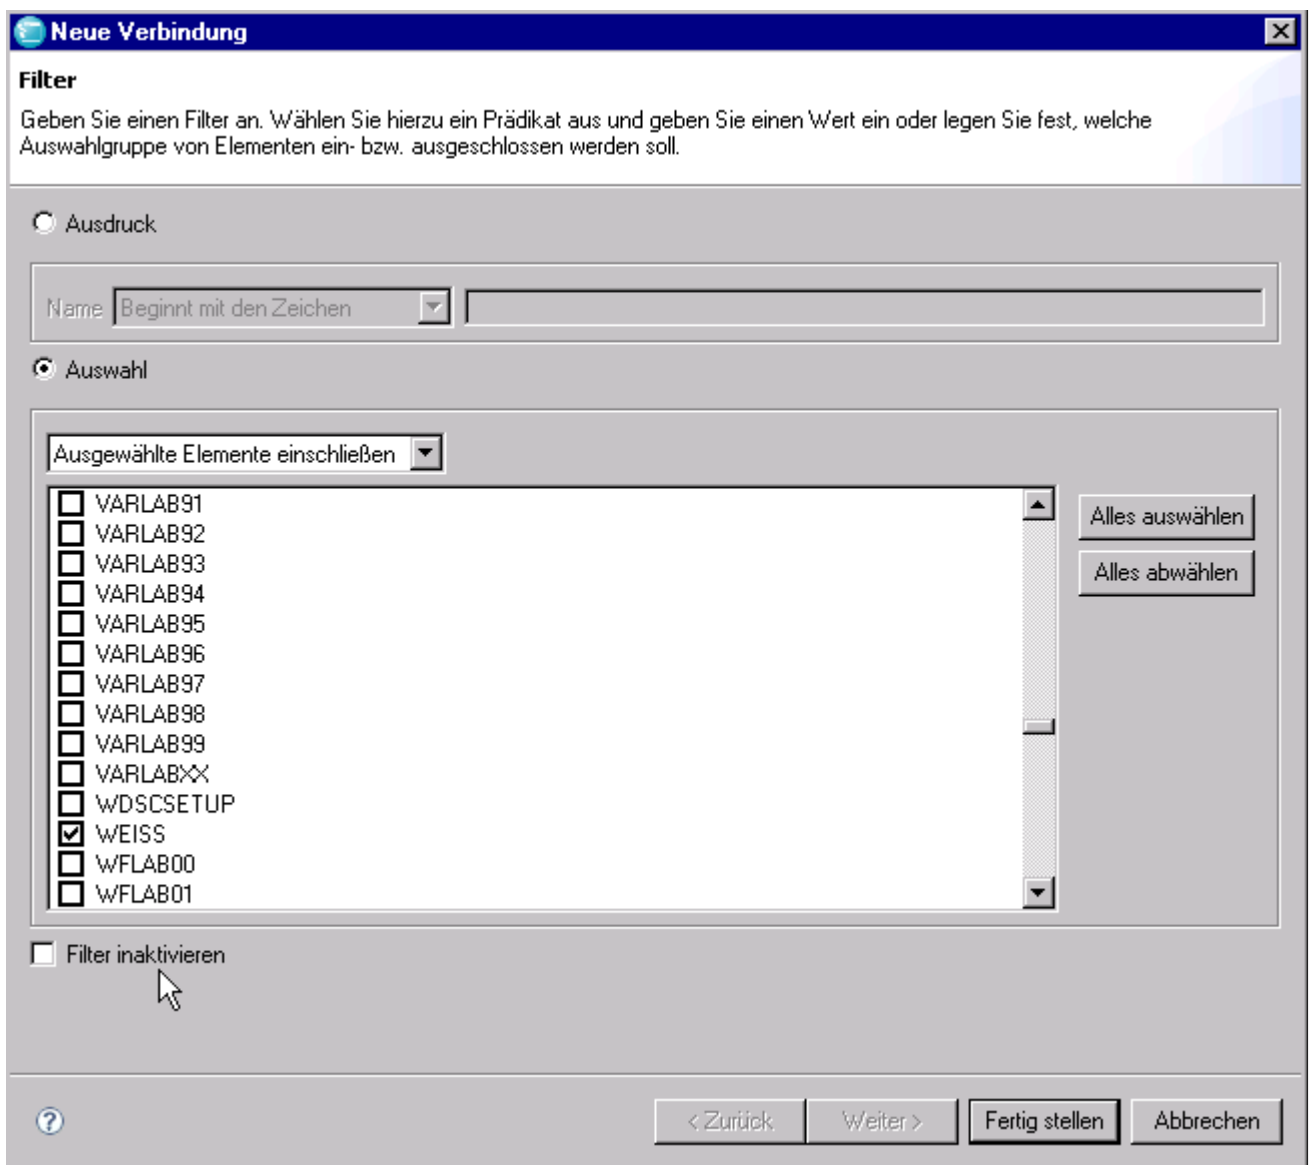 Neue Verbindung
Filter
Geben Sie einen Filter an. Wählen Sie hierzu ein Prädikat aus und geben Sie einen Wert ein oder legen Sie fest, welche
Auswahlgruppe von Elementen ein- bzw. ausgeschlossen werden soll.
Ausdruck
Name Beginnt mit den Zeichen
Auswahl
Ausgewählte Elemente einschließen
VARLAB91
VARLAB92
VARLAB93
VARLAB94
VARLAB95
VARLAB96
VARLAB97
VARLAB98
VARLAB99
VARLABXX
WDSCSETUP
WEISS
WFLAB00
WFLAB01
Alles auswählen
Alles abwählen
Filter inaktivieren
? < Zurück Weiter > Fertig stellen Abbrechen